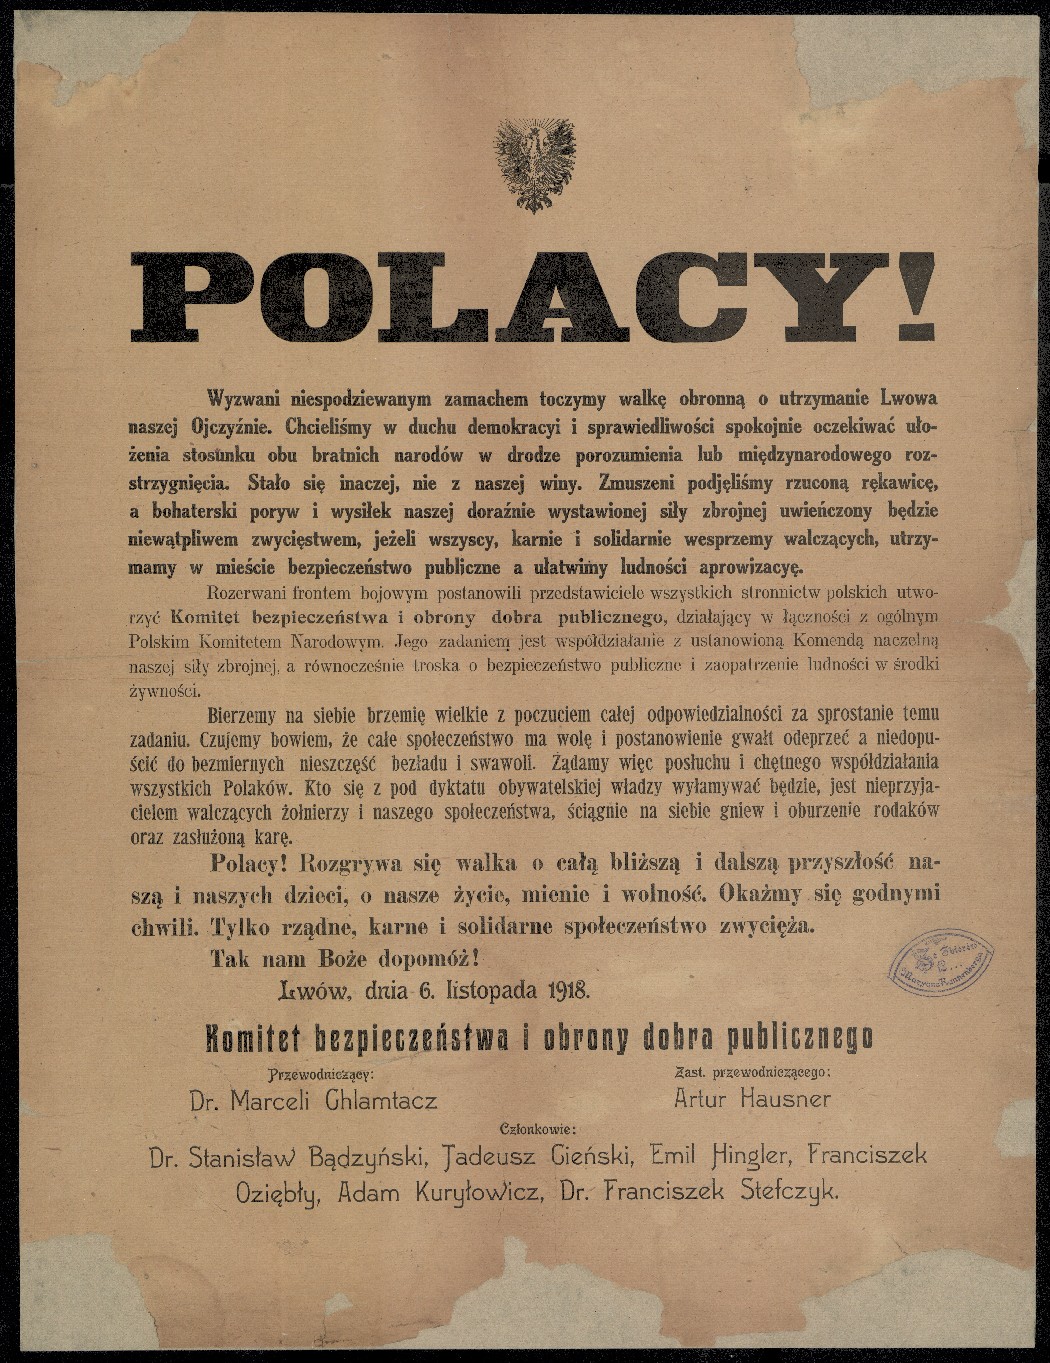 POLACY!
Wyzwani niespodziewanym zamachem toczymy walkę obronną o utrzymanie Lwowa
naszej Ojczyźnie. Chcieliśmy w duchu demokracyi i sprawiedliwości spokojnie oczekiwać uło-
żenia stosunku obu bratnich narodów w drodze porozumienia lub międzynarodowego roz-
strzygnięcia. Stało się inaczej, nie z naszej winy. Zmuszeni podjęliśmy rzuconą rękawicę,
a bohaterski poryw i wysiłek naszej doraźnie wystawionej siły zbrojnej uwieńczony będzie
niewątpliwem zwycięstwem, jeżeli wszyscy, karnie i solidarnie wesprzemy walczących, utrzy-
mamy w mieście bezpieczeństwo publiczne a ułatwimy ludności aprowizacyę.
Rozerwani frontem bojowym postanowili przedstawiciele wszystkich stronnictw polskich utwo-
rzyć Komitet bezpieczeństwa i obrony dobra publicznego, działający w łączności z ogólnym
Polskim Komitetem Narodowym. Jego zadaniem jest współdziałanie z ustanowioną Komendą naczelną
naszej siły zbrojnej, a równocześnie troska o bezpieczeństwo publiczne i zaopatrzenie ludności w środki
żywności.
Bierzemy na siebie brzemię wielkie z poczuciem całej odpowiedzialności za sprostanie temu
zadaniu. Czujemy bowiem, że całe społeczeństwo ma wolę i postanowienie gwałt odeprzeć a niedopu-
ścić do bezmiernych nieszczęść bezładu i swawoli. Żądamy więc posłuchu i chętnego współdziałania
wszystkich Polaków. Kto się z pod dyktatu obywatelskiej władzy wyłamywać będzie, jest nieprzyja-
cielem walczących żołnierzy i naszego społeczeństwa, ściągnie na siebie gniew i oburzenie rodaków
oraz zasłużoną karę.
Polacy! Rozgrywa się walka o całą bliższą i dalszą przyszłość na-
szą i naszych dzieci, o nasze życie, mienie i wolność. Okażmy się godnymi
chwili. Tylko rządne, karne i solidarne społeczeństwo zwycięża.
Tak nam Boże dopomóż!
Lwów, dnia 6. listopada 1918.
Komitet bezpieczeństwa i obrony dobra publicznego
Przewodniczący:
Zast. przewodniczącego:
Dr. Marceli Chlamtacz
Artur Hausner
Członkowie:
Dr. Stanisław Bądzyński, Tadeusz Cieński, Emil Hingler, Franciszek
Oziębły, Adam Kuryłowicz, Dr. Franciszek Stefczyk.